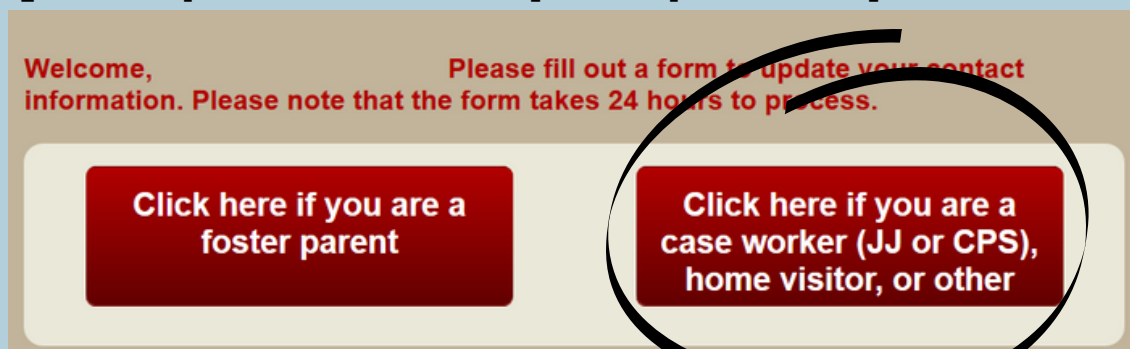 Welcome, Please fill out a form to update your contact
information. Please note that the form takes 24 hours to process.
Click here if you are a
foster parent
Click here if you are a
case worker (JJ or CPS),
home visitor, or other